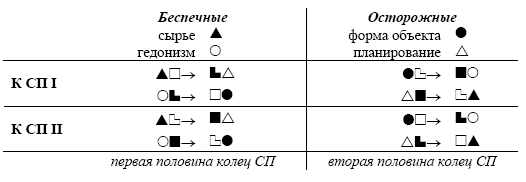 Беспечные Осторожные
сырье ▲ форма объекта ●
гедонизм ○ планирование △
К СП I
▲□→ ▙△ ●╚→ ■○
○▙→ □● △■→ ╚▲
К СП II
▲╚→ ■△ ●□→ ▙○
○■→ ╚● △▙→ □▲
первая половина колец СП вторая половина колец СП